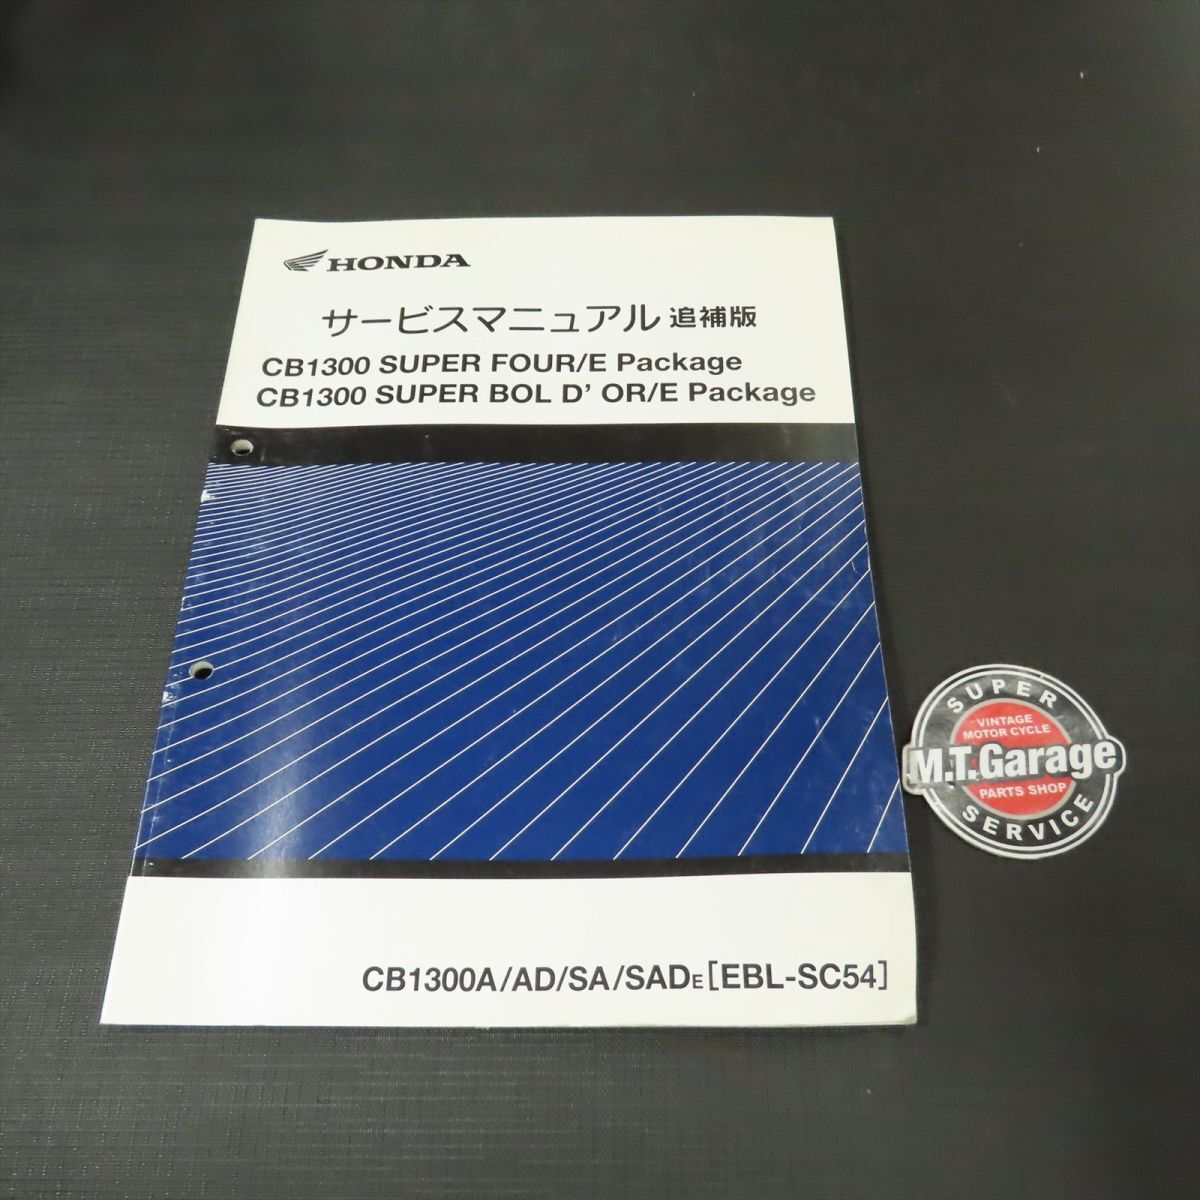 HONDA
サービスマニュアル 追補版
CB1300 SUPER FOUR/E Package
CB1300 SUPER BOL D' OR/E Package
CB1300A/AD/SA/SADE [EBL-SC54]
SUPER
VINTAGE
MOTOR CYCLE
M.T.Garage
PARTS SHOP
SERVICE